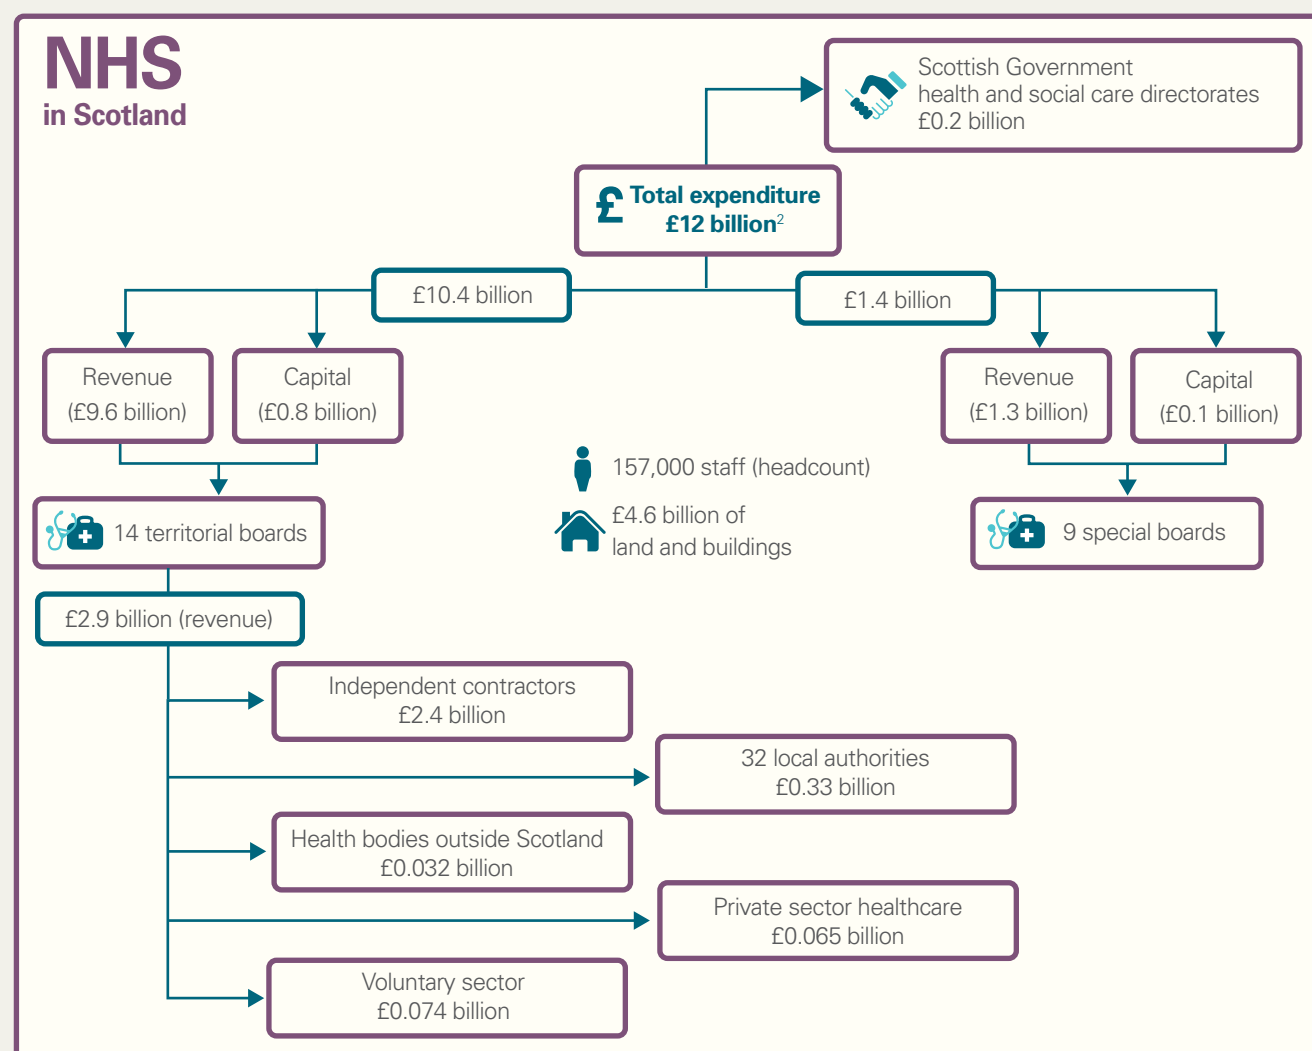 NHS
in Scotland
Scottish Government
health and social care directorates
£0.2 billion
£ Total expenditure
£12 billion²
£10.4 billion
£1.4 billion
Revenue
(£9.6 billion)
Capital
(£0.8 billion)
Revenue
(£1.3 billion)
Capital
(£0.1 billion)
157,000 staff (headcount)
£4.6 billion of
land and buildings
14 territorial boards
9 special boards
£2.9 billion (revenue)
Independent contractors
£2.4 billion
32 local authorities
£0.33 billion
Health bodies outside Scotland
£0.032 billion
Private sector healthcare
£0.065 billion
Voluntary sector
£0.074 billion